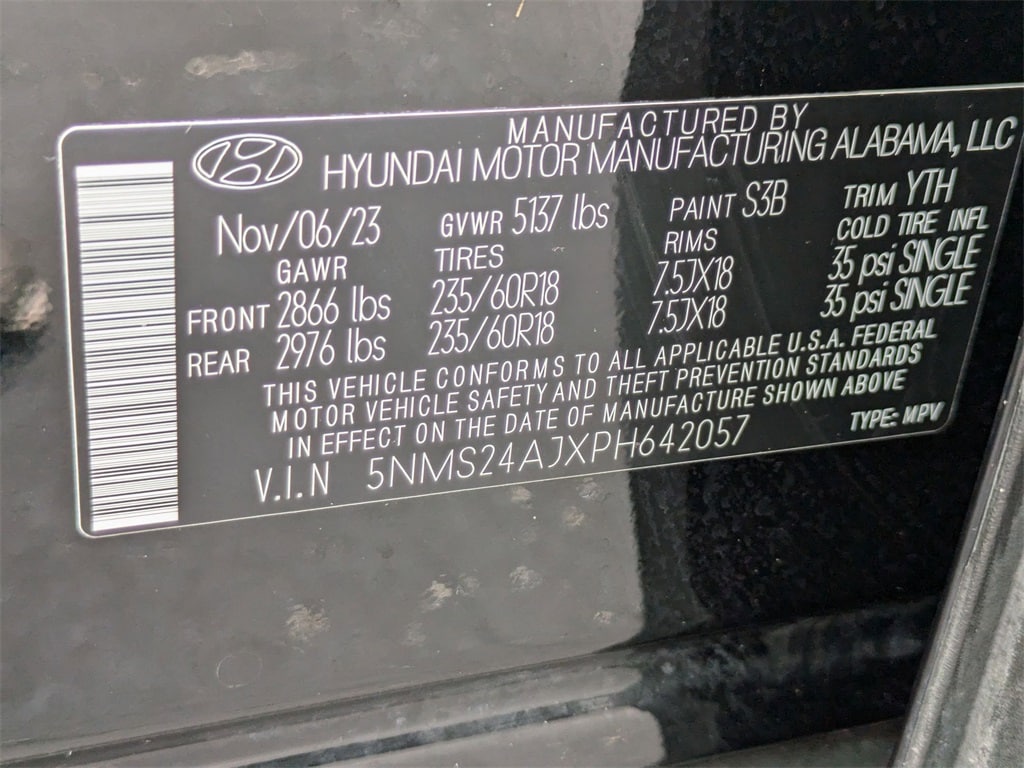 MANUFACTURED BY
HYUNDAI MOTOR MANUFACTURING ALABAMA, LLC
Nov/06/23 GVWR 5137 lbs PAINT S3B TRIM YTH
GAWR TIRES RIMS COLD TIRE INFL
FRONT 2866 lbs 235/60R18 7.5JX18 35 psi SINGLE
REAR 2976 lbs 235/60R18 7.5JX18 35 psi SINGLE
THIS VEHICLE CONFORMS TO ALL APPLICABLE U.S.A. FEDERAL
MOTOR VEHICLE SAFETY AND THEFT PREVENTION STANDARDS
IN EFFECT ON THE DATE OF MANUFACTURE SHOWN ABOVE
V.I.N 5NMS24AJXPH642057 TYPE: MPV